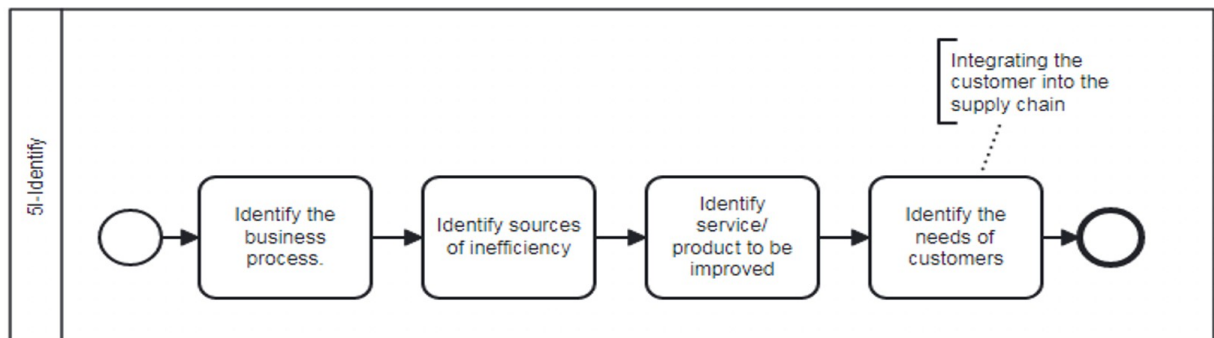 5I-Identify
Integrating the
customer into the
supply chain
Identify the
business
process.
Identify sources
of inefficiency
Identify
service/
product to be
improved
Identify the
needs of
customers